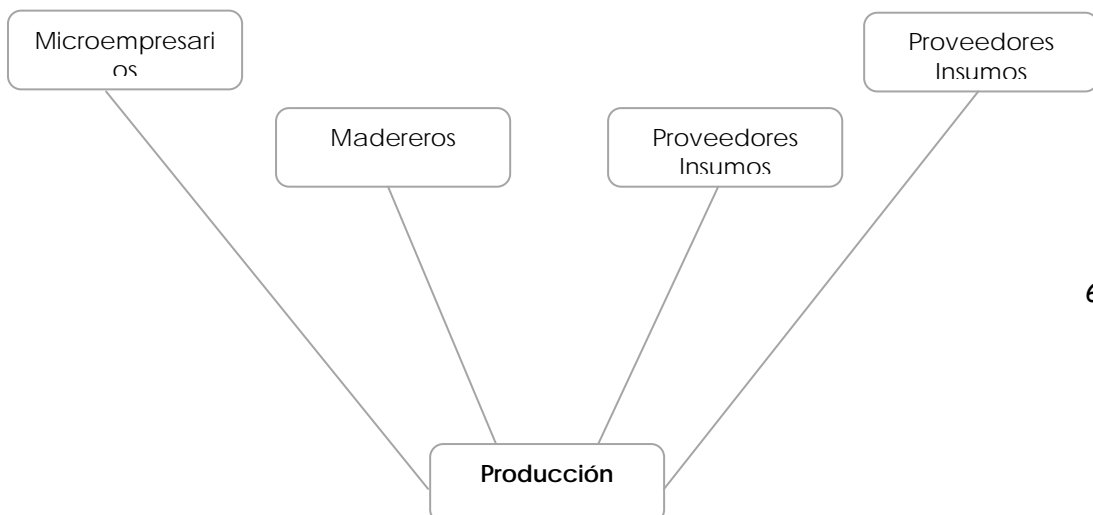 Microempresari
os
Proveedores
Insumos
Madereros
Proveedores
Insumos
Producción